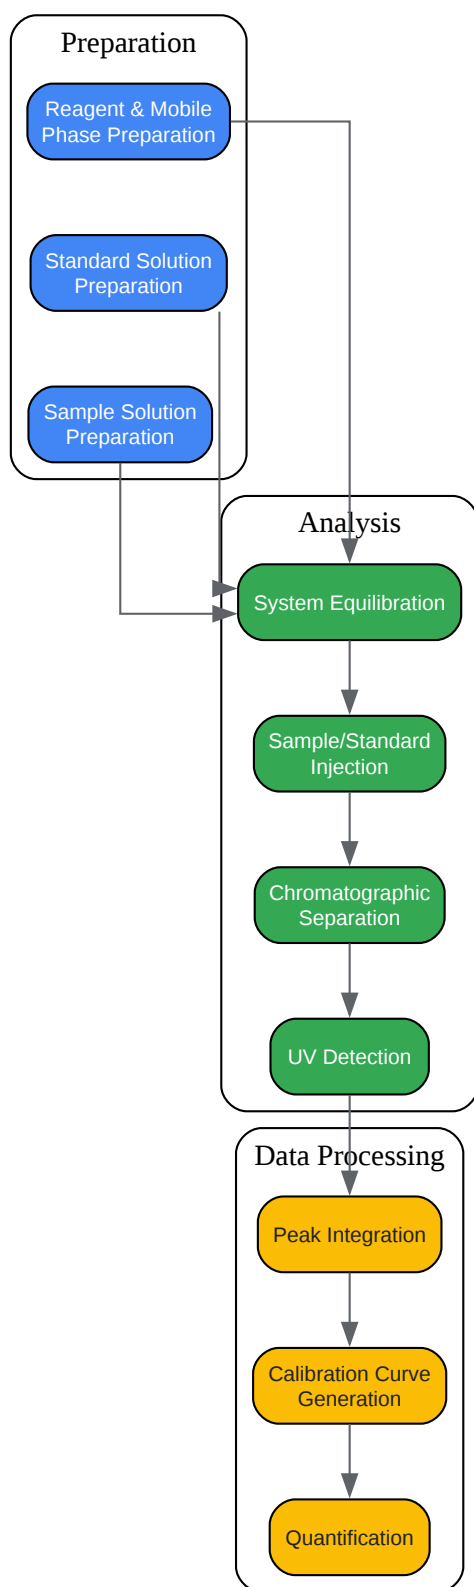 Preparation
Reagent & Mobile
Phase Preparation
Standard Solution
Preparation
Sample Solution
Preparation
Analysis
System Equilibration
Sample/Standard
Injection
Chromatographic
Separation
UV Detection
Data Processing
Peak Integration
Calibration Curve
Generation
Quantification